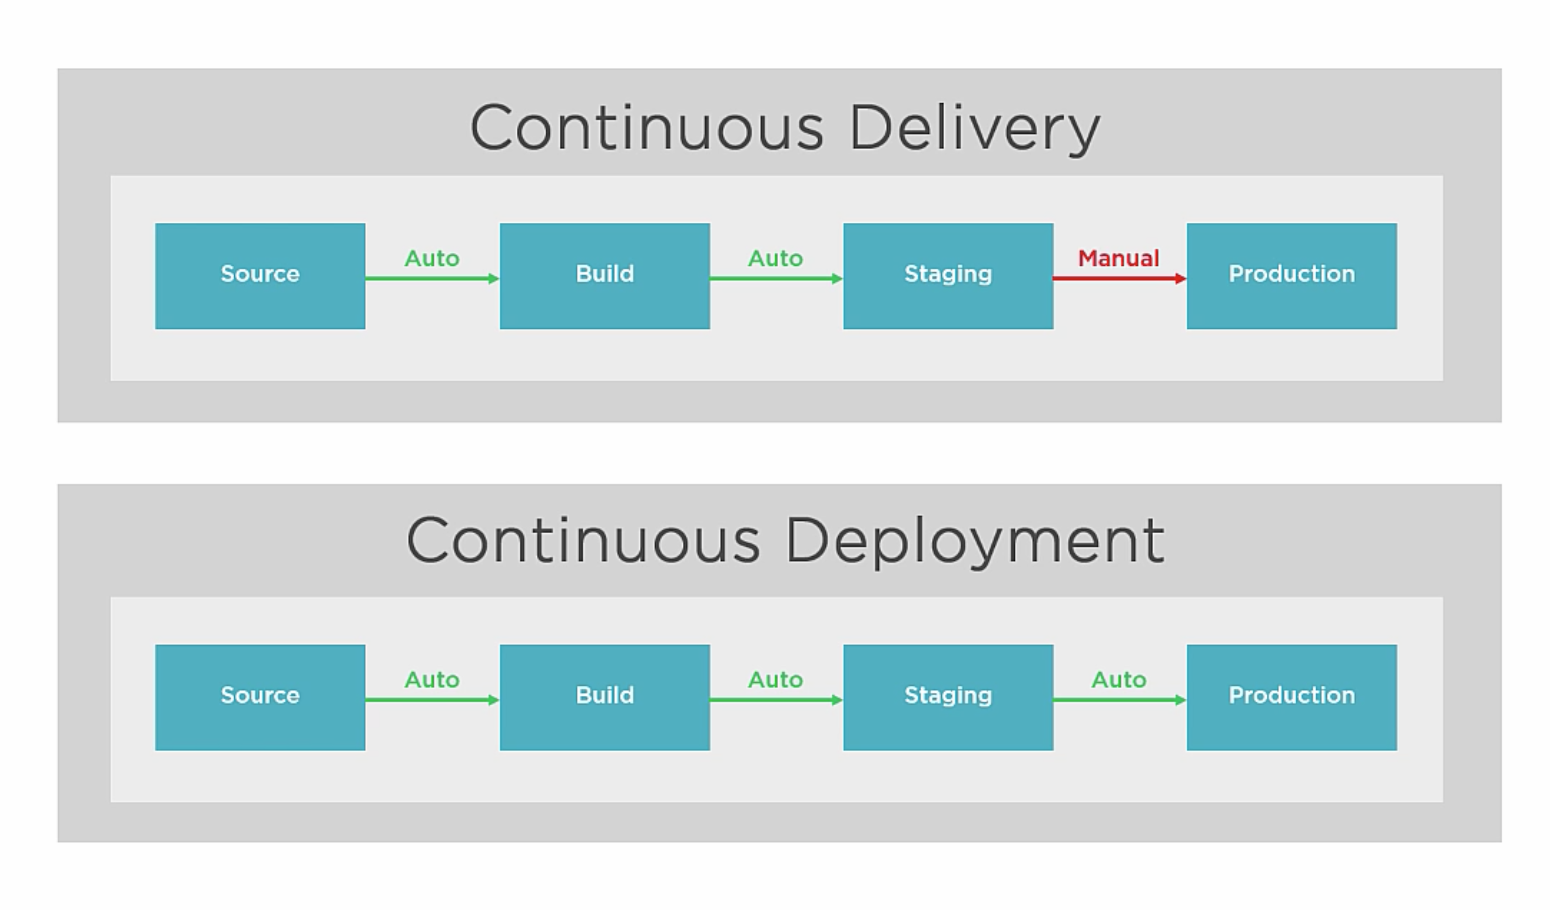 Continuous Delivery
Source
Auto
Build
Auto
Staging
Manual
Production
Continuous Deployment
Source
Auto
Build
Auto
Staging
Auto
Production